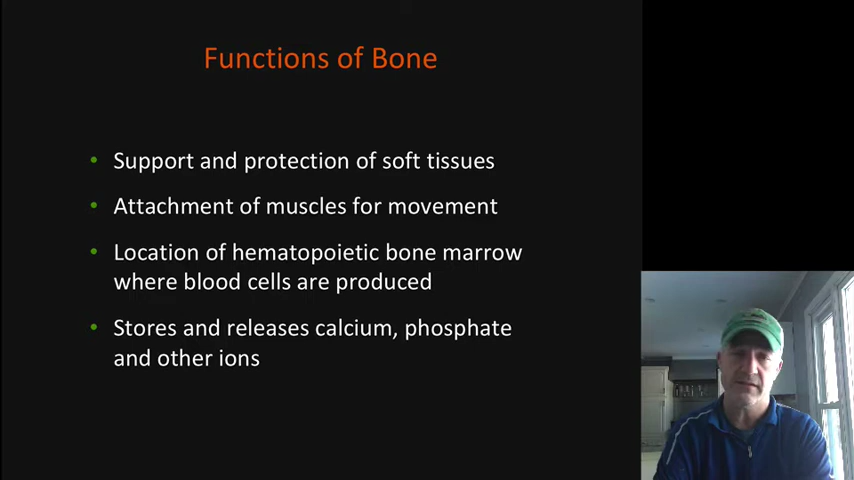 Functions of Bone
• Support and protection of soft tissues
• Attachment of muscles for movement
• Location of hematopoietic bone marrow
where blood cells are produced
• Stores and releases calcium, phosphate
and other ions